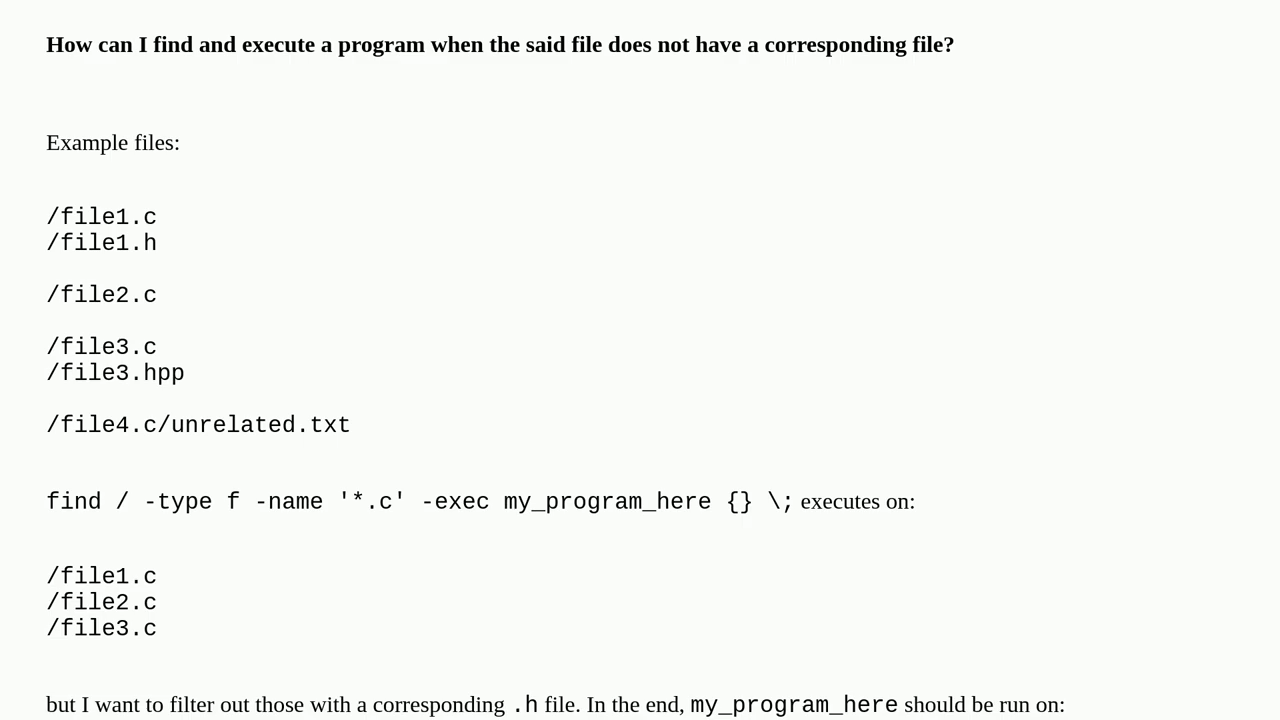 How can I find and execute a program when the said file does not have a corresponding file?
Example files:
/file1.c
/file1.h
/file2.c
/file3.c
/file3.hpp
/file4.c/unrelated.txt
find / -type f -name '*.c' -exec my_program_here {} \; executes on:
/file1.c
/file2.c
/file3.c
but I want to filter out those with a corresponding .h file. In the end, my_program_here should be run on: